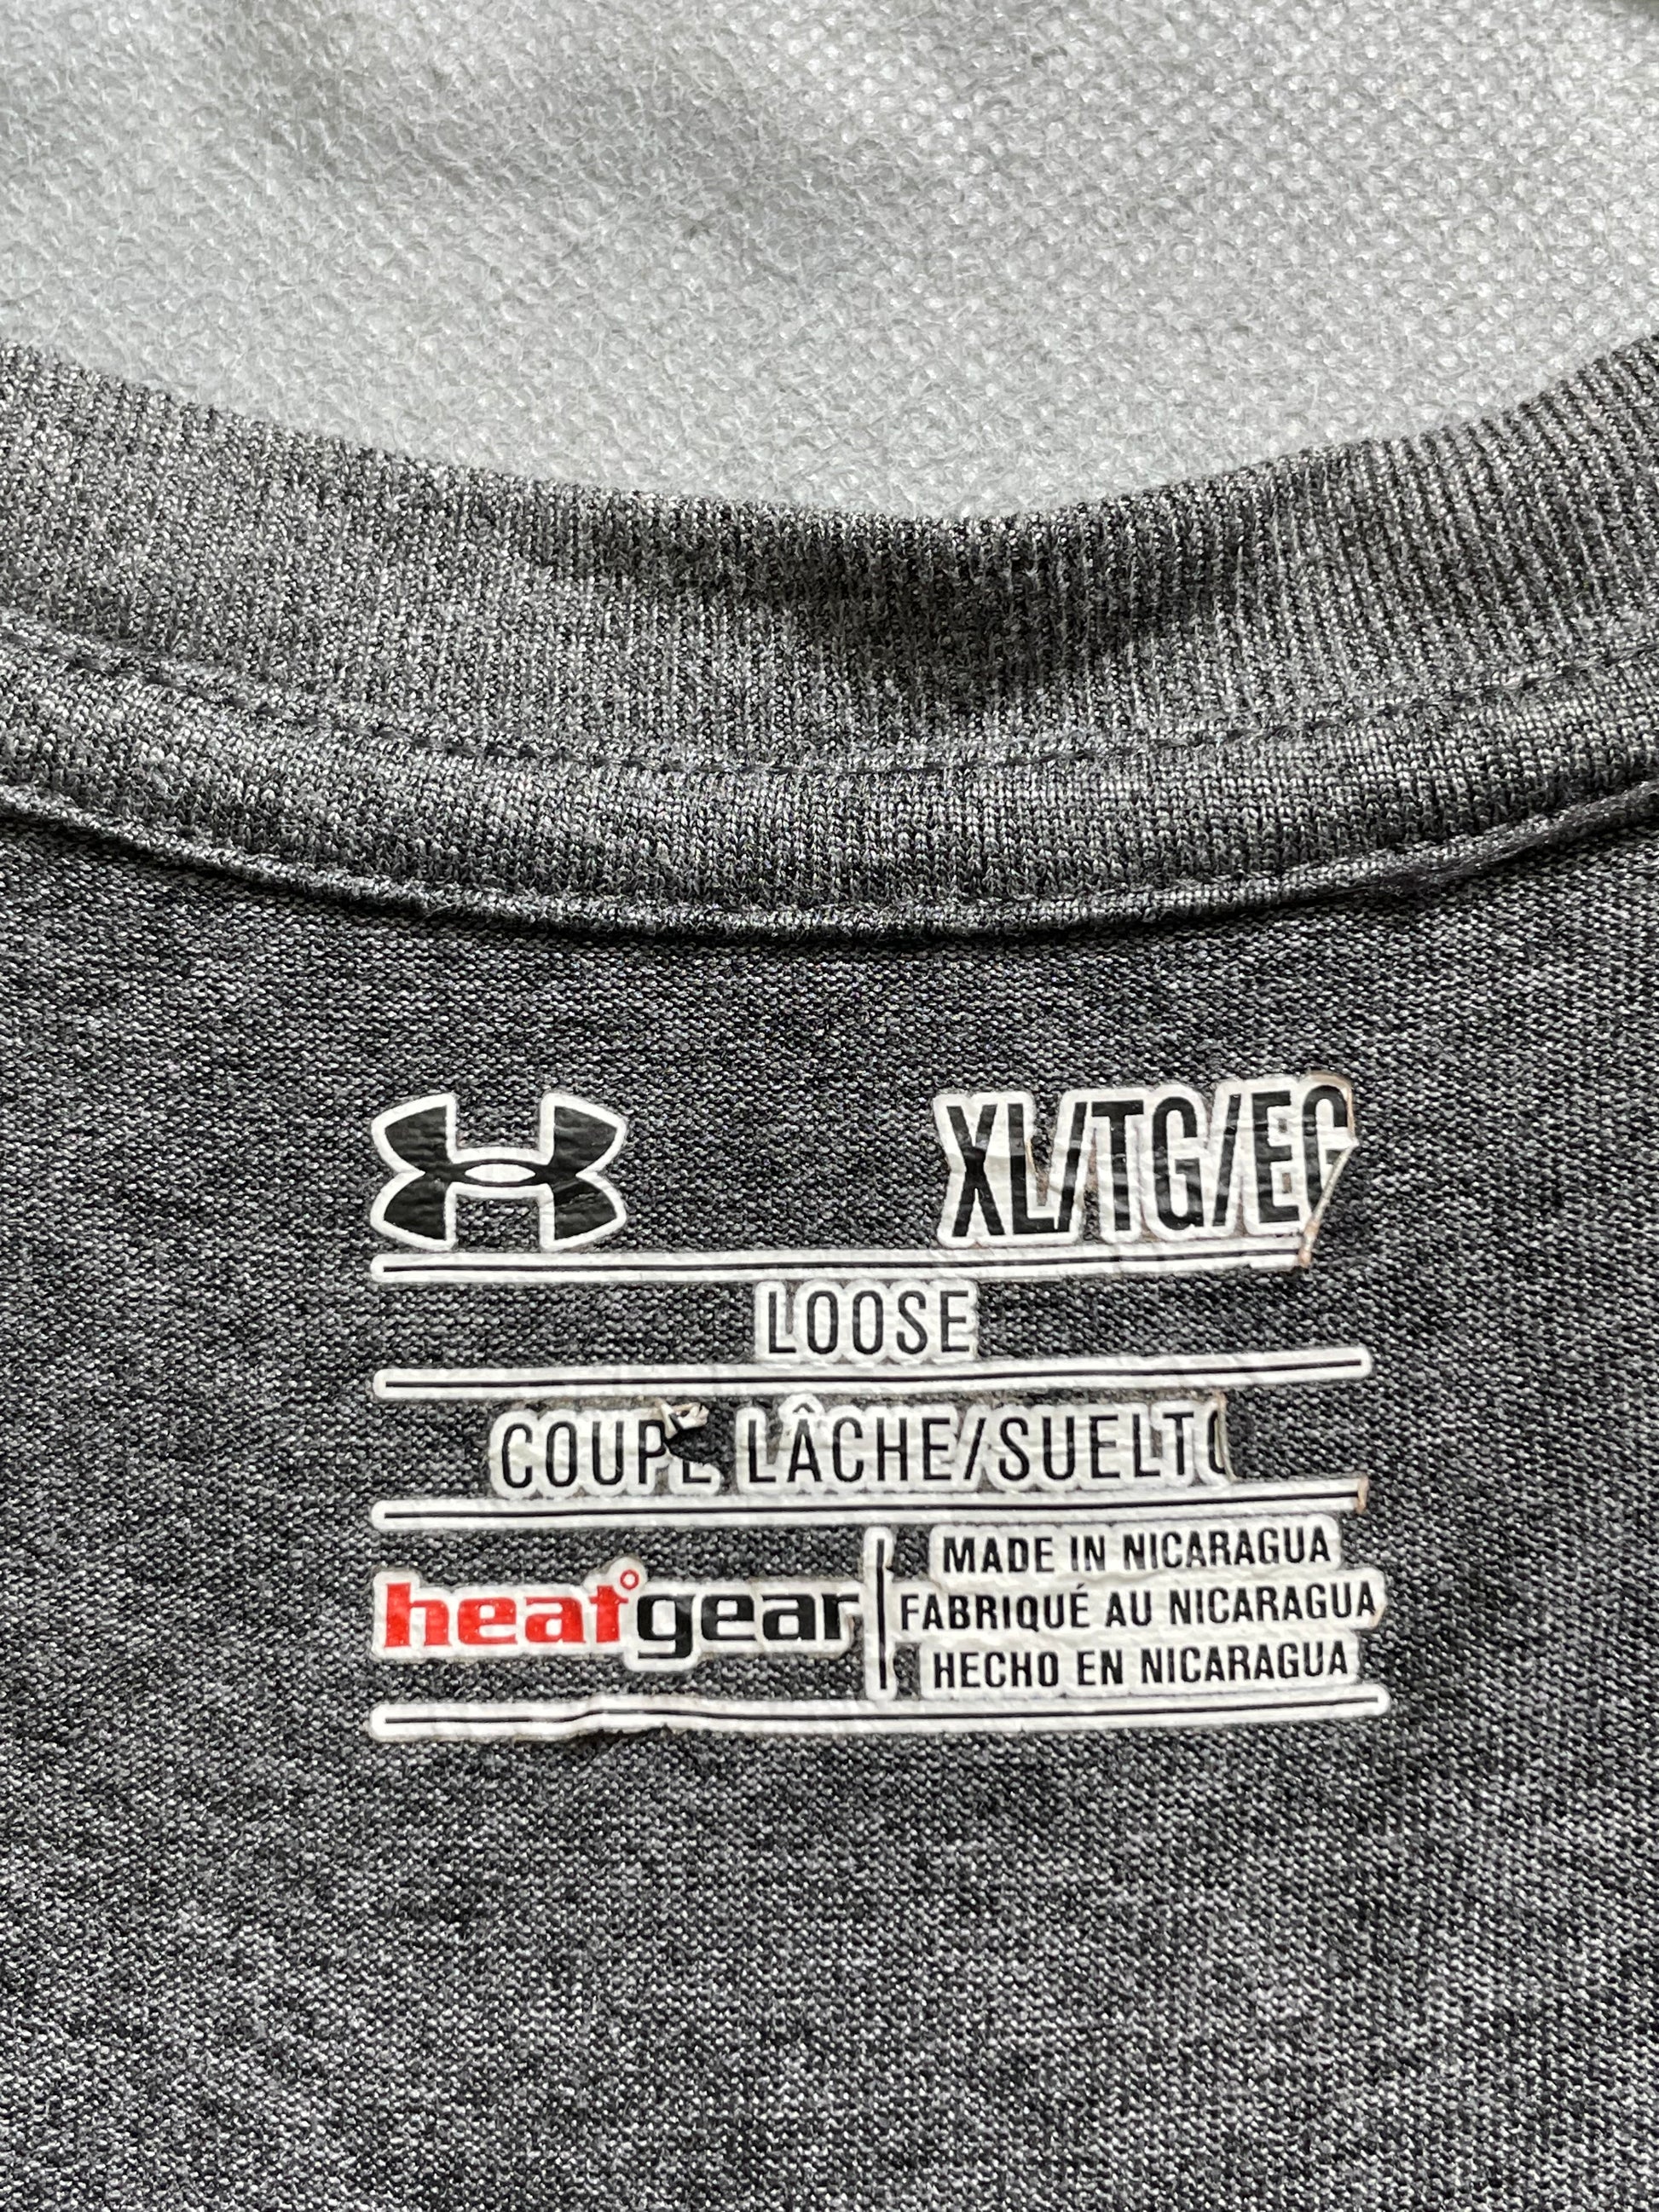 XL/TG/EG
LOOSE
COUPE LÂCHE/SUELTO
heatgear
MADE IN NICARAGUA
FABRIQUÉ AU NICARAGUA
HECHO EN NICARAGUA